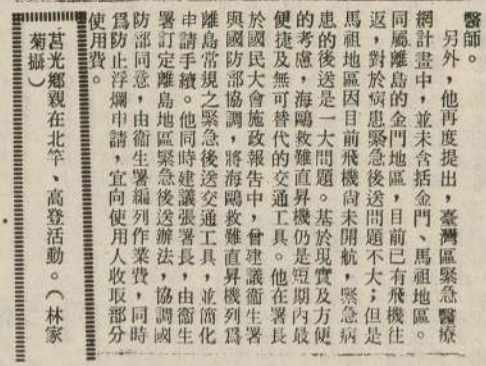 醫師。
另外,他再度提出,臺灣區緊急醫療
網計畫中,並未含括金門、馬祖地區。
同屬離島的金門地區,目前已有飛機往
返,對於病患緊急後送問題不大;但是
馬祖地區因目前飛機尚未開航,緊急病
患的後送是一大問題。基於現實及方便
的考慮,海鷗救難直昇機仍是短期內最
便捷及無可替代的交通工具。他在署長
於國民大會施政報告中,曾建議衞生署
與國防部協調,將海鷗救難直昇機列爲
離島常規之緊急後送交通工具,並簡化
申請手續。他同時建議張署長,由衞生
署訂定離島地區緊急後送辦法,協調國
防部同意,由衞生署編列作業費,同時
爲防止浮爛申請,宜向使用人收取部分
使用費。
莒光鄉親在北竿、高登活動。(林家
菊攝)